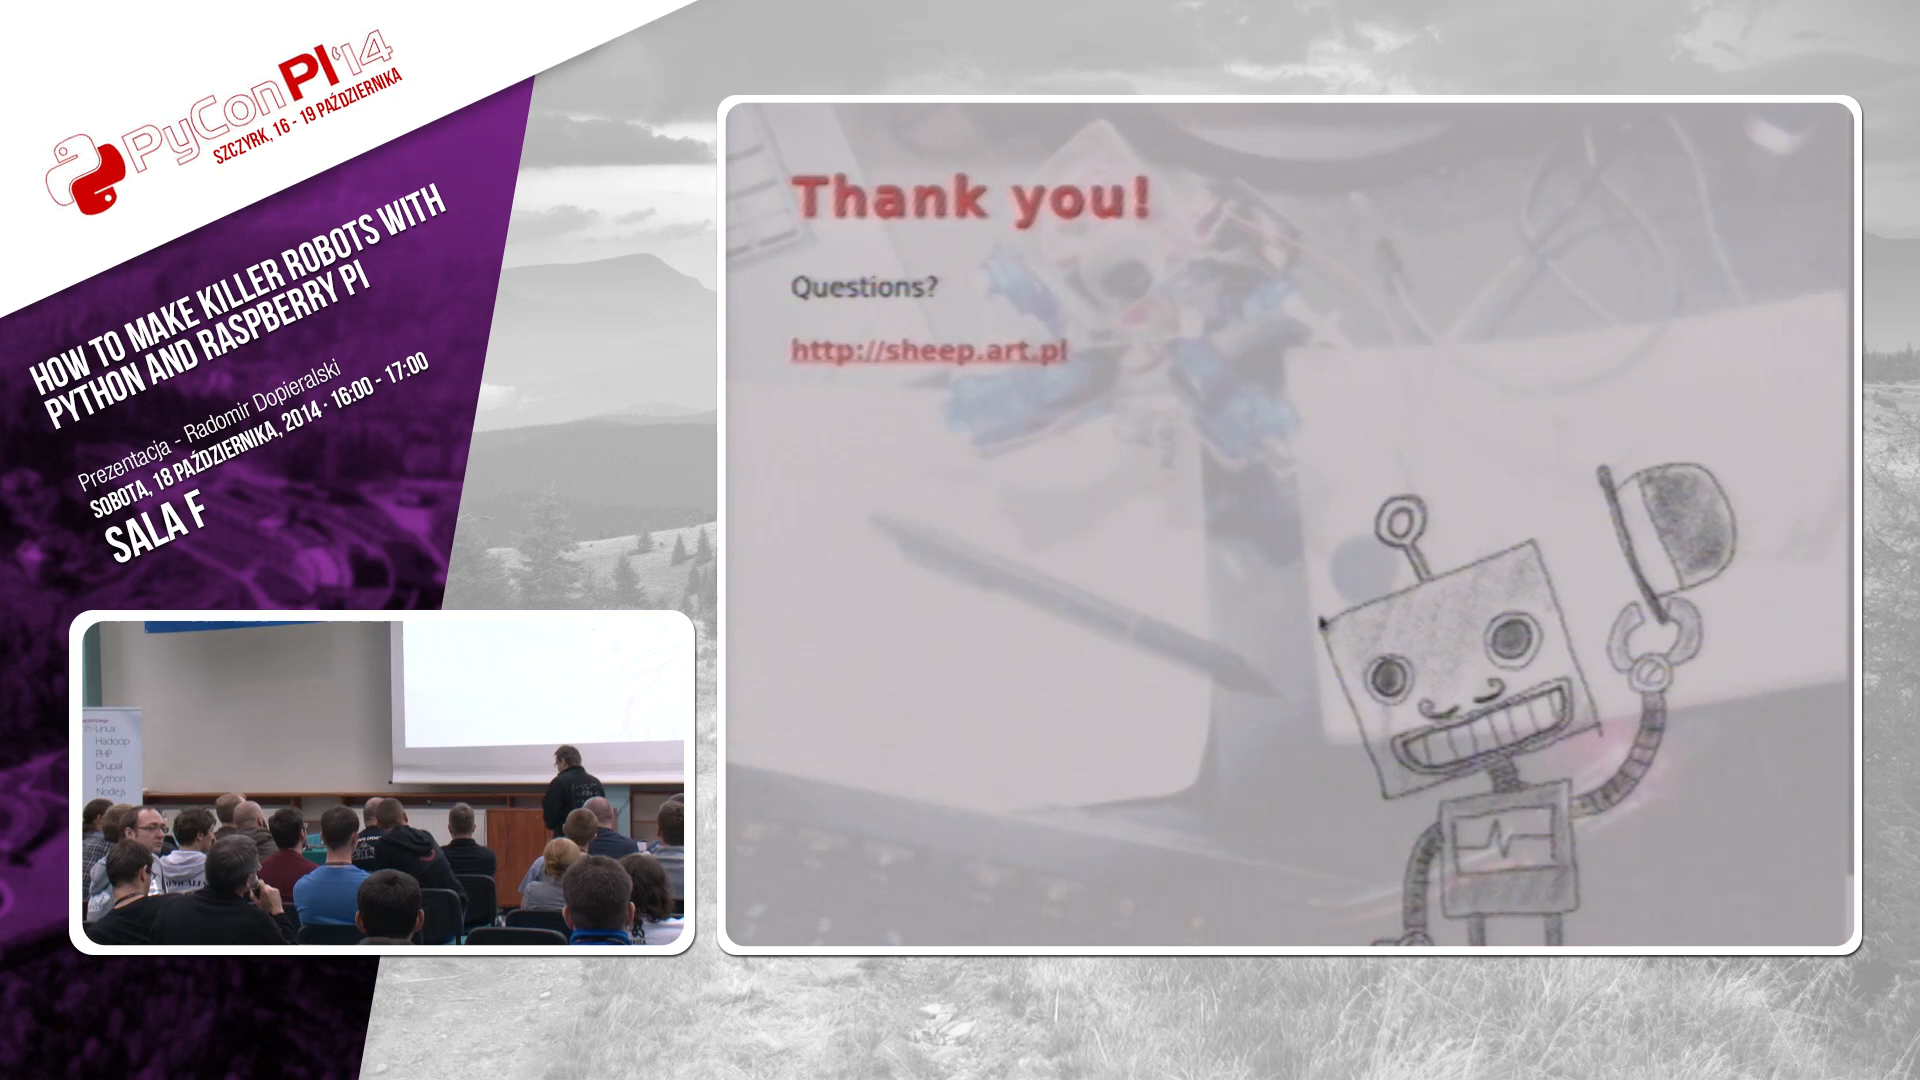 PyConPl'14
SZCZYRK, 16 - 19 PAŹDZIERNIKA
HOW TO MAKE KILLER ROBOTS WITH
PYTHON AND RASPBERRY PI
Prezentacja - Radomir Dopieralski
SOBOTA, 18 PAŹDZIERNIKA, 2014 · 16:00 - 17:00
SALA F
Thank you!
Questions?
http://sheep.art.pl
Linux
Hadoop
PHP
Drupal
Python
Node.js